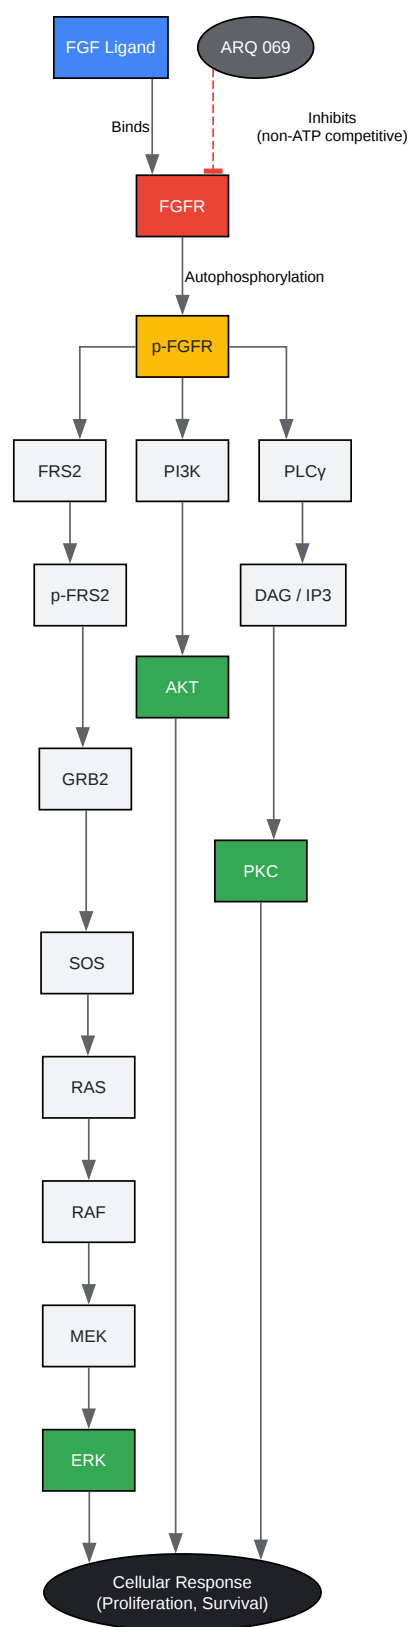 FGF Ligand
ARQ 069
Binds
Inhibits
(non-ATP competitive)
FGFR
Autophosphorylation
p-FGFR
FRS2
PI3K
PLCγ
p-FRS2
DAG / IP3
AKT
GRB2
PKC
SOS
RAS
RAF
MEK
ERK
Cellular Response
(Proliferation, Survival)